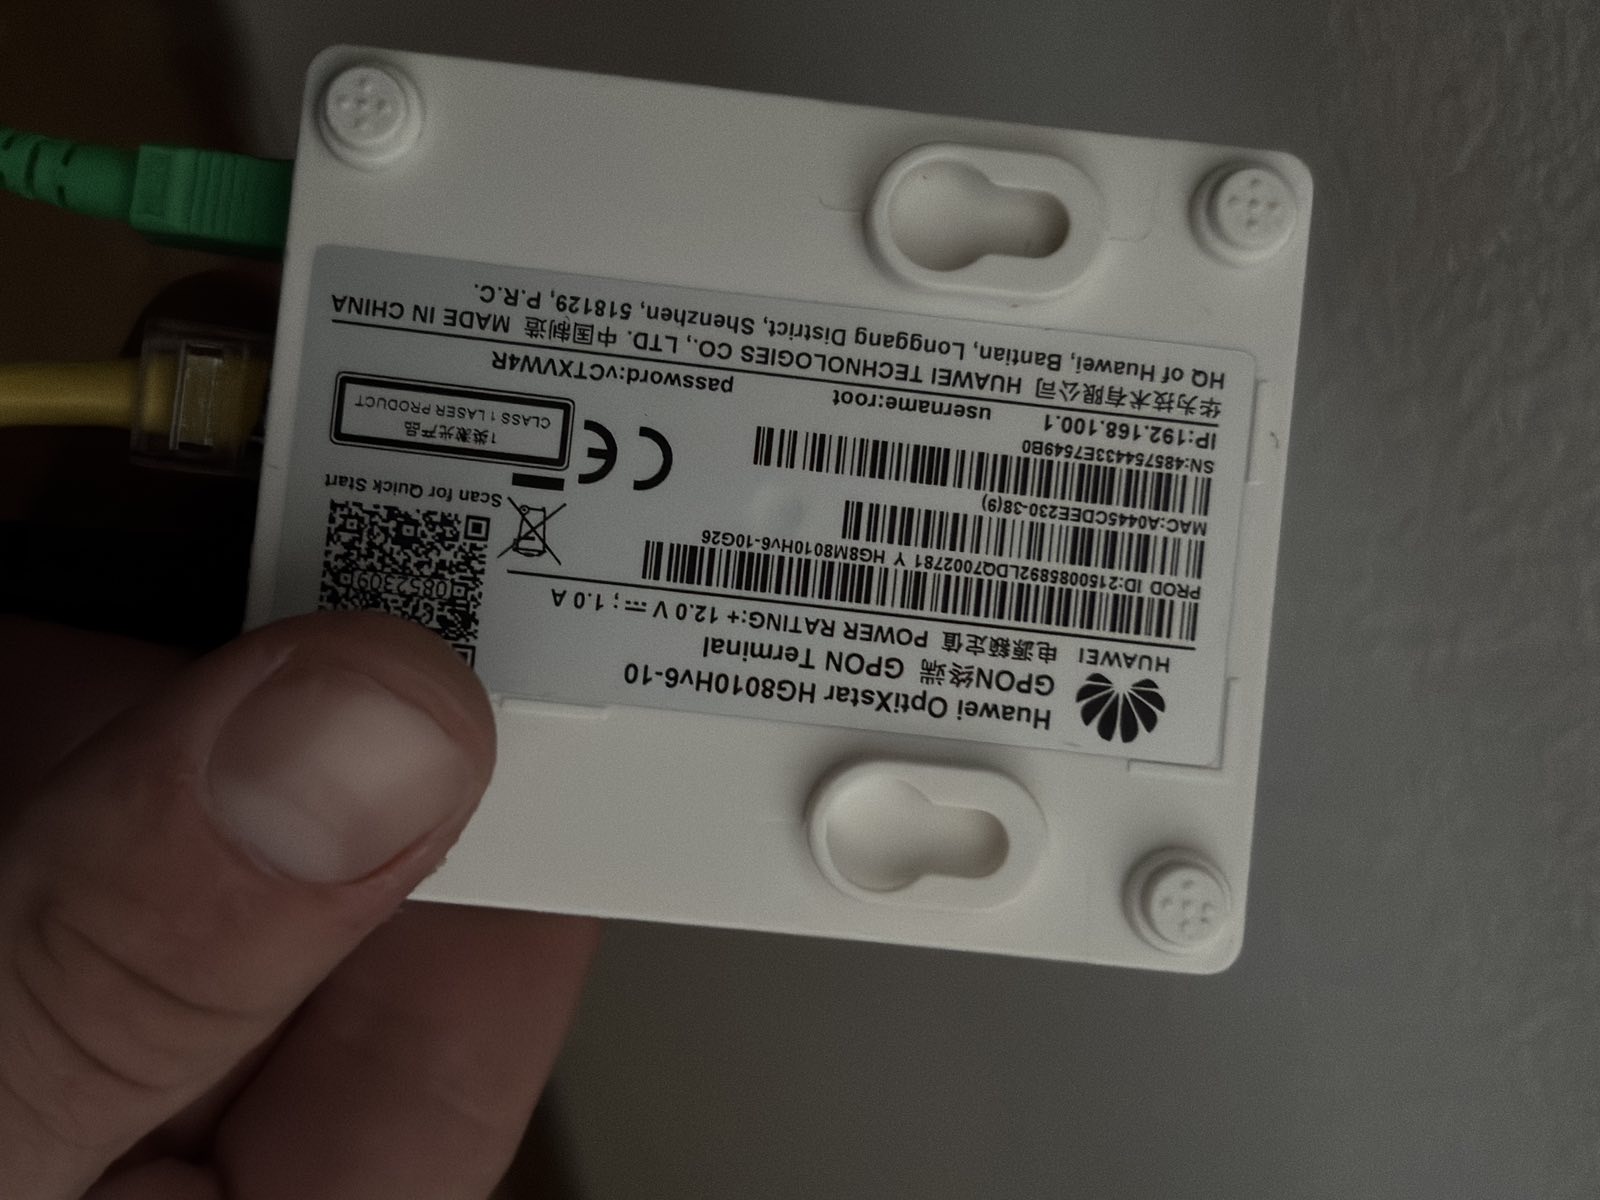 Huawei OptiXstar HG8010Hv6-10
GPON终端 GPON Terminal
HUAWEI
电源额定值 POWER RATING:+ 12.0 V ⎓ ; 1.0 A
PROD ID:2150085892LDQ7002781 Y HG8M8010Hv6-10G26
MAC:A0445CDEE230-38(9)
SN:485754433E7549B0
IP:192.168.100.1
username:root
password:vCTXVW4R
Scan for Quick Start
1类激光产品
CLASS 1 LASER PRODUCT
CE
华为技术有限公司 HUAWEI TECHNOLOGIES CO., LTD. 中国制造 MADE IN CHINA
HQ of Huawei, Bantian, Longgang District, Shenzhen, 518129, P.R.C.